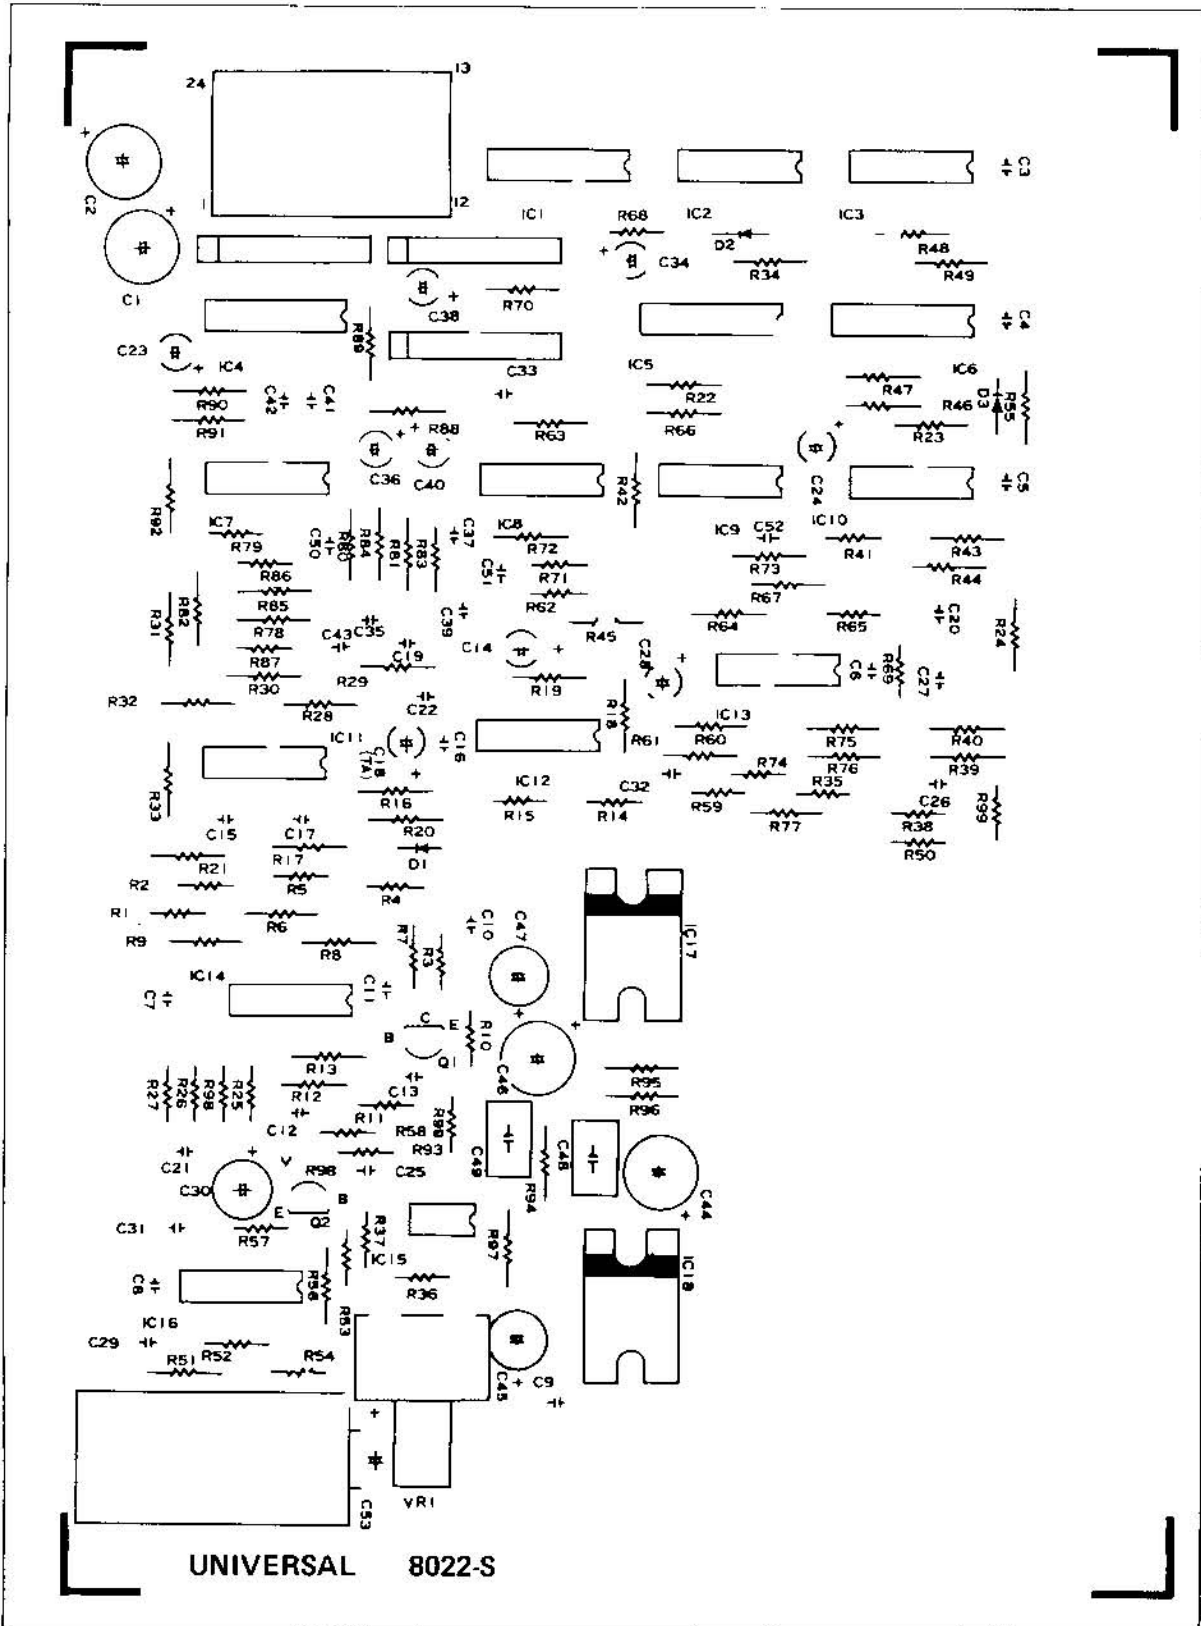 24 13
C2 C3
1 12
IC1 R68 IC2 IC3
D2 R48
C34 R34 R49
C1 C38 R70 C4
C23 R89
IC4 C33 IC5 IC6
R90 C42 C41 R22 R47 D3 R55
R91 R88 R63 R66 R46 R23
C36 C40 R42 C24 C5
R92
IC7 IC8 IC9 C52 IC10
R79 C50 R80 R84 R81 R83 C37 R72 R41 R43
R86 C51 R71 R73 R44
R85 R62 R67
R31 R82 R78 C43 C35 C39 R45 R64 R65 C20 R24
R87 C19 C14 C28
R30 R29 R19 C6 R69 C27
R32 R28 C22 R18 IC13
IC11 C18 (TA) C16 R61 R60 R75 R40
R76 R39
R33 R16 IC12 C32 R74 R35
R15 R14 R59 C26 R99
C15 C17 R20 R77 R38
R21 R17 D1 R50
R2 R5 R4
R1 R6 C10 C47
R9 R8 R7 R3 IC17
IC14
C7 C11
B C E R10
Q1
R13 C46
R27 R26 R98 R25 R12 C13 R95
R11 R99 R96
C12 R58
C21 R98 R93 C25 C49 C48
C30 B R94 C44
E Q2
C31 R57 R37 R97
IC15 IC18
C8 R56 R36
IC16 R53
C29 R52
R51 R54
C45 + C9
+
VR1
C53
UNIVERSAL 8022-S